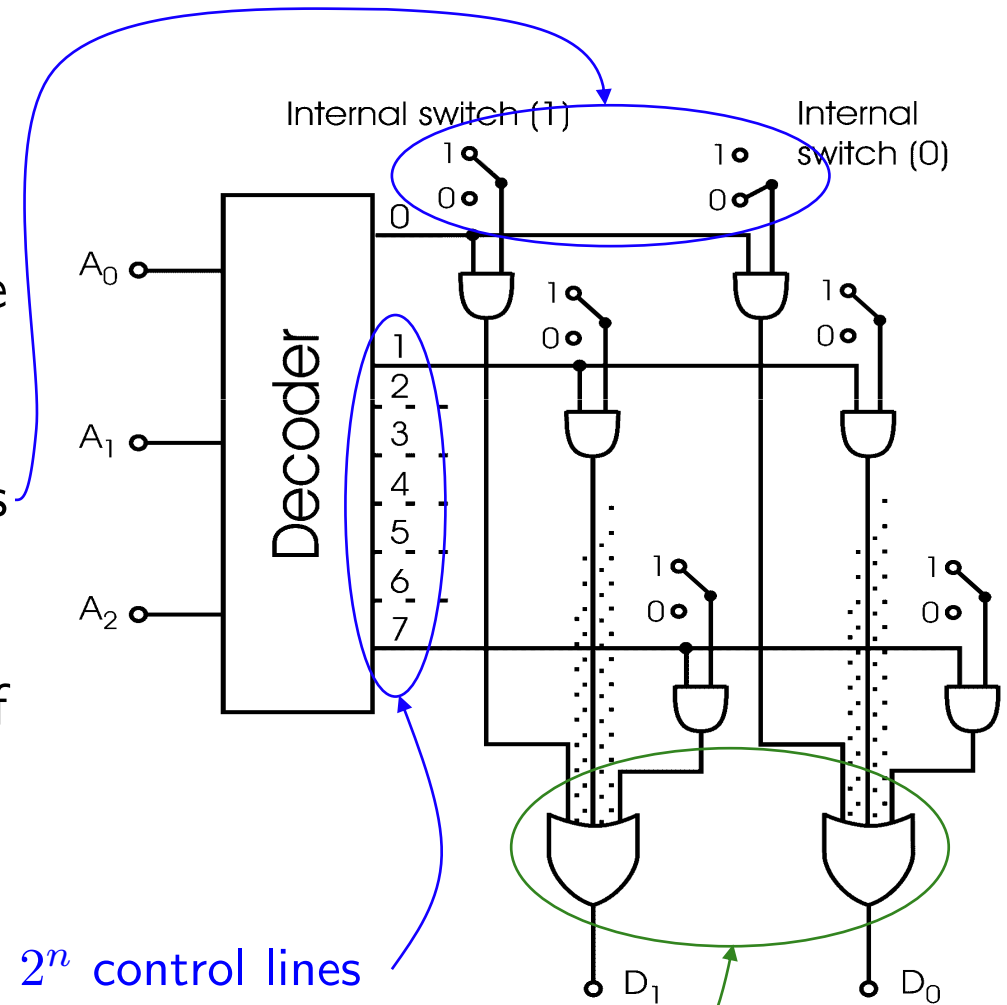 Internal switch (1)
Internal
switch (0)
1
0
1
0
0
A0
e
1
0
1
0
1
2
3
A1
4
s
5
1
0
1
0
6
A2
7
Decoder
f
2^n control lines
D1
D0